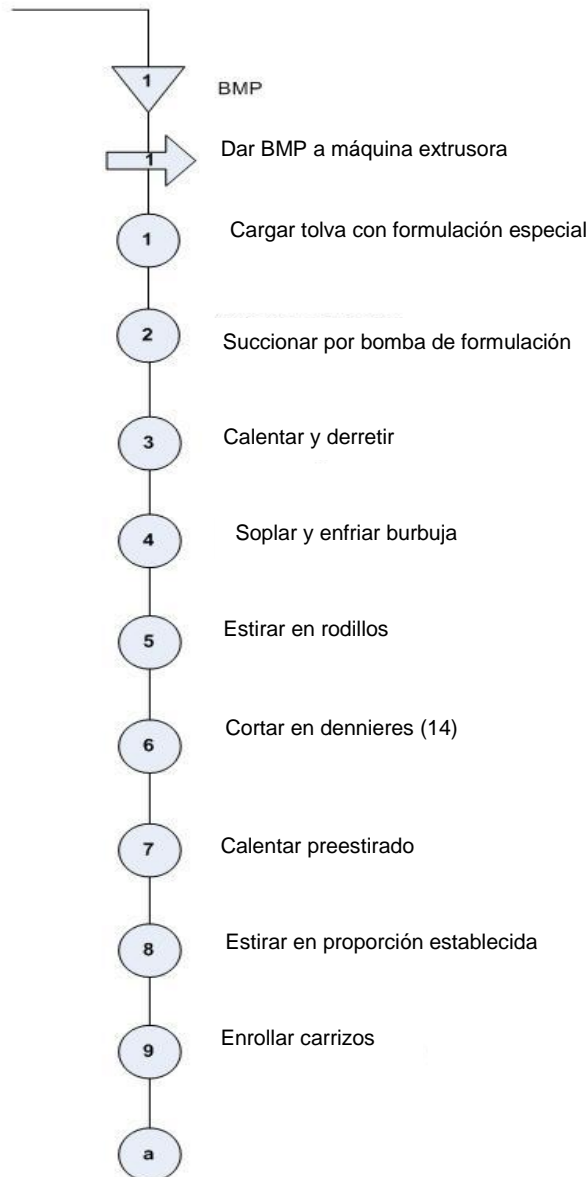 1 BMP
1 Dar BMP a máquina extrusora
1 Cargar tolva con formulación especial
2 Succionar por bomba de formulación
3 Calentar y derretir
4 Soplar y enfriar burbuja
5 Estirar en rodillos
6 Cortar en dennieres (14)
7 Calentar preestirado
8 Estirar en proporción establecida
9 Enrollar carrizos
a